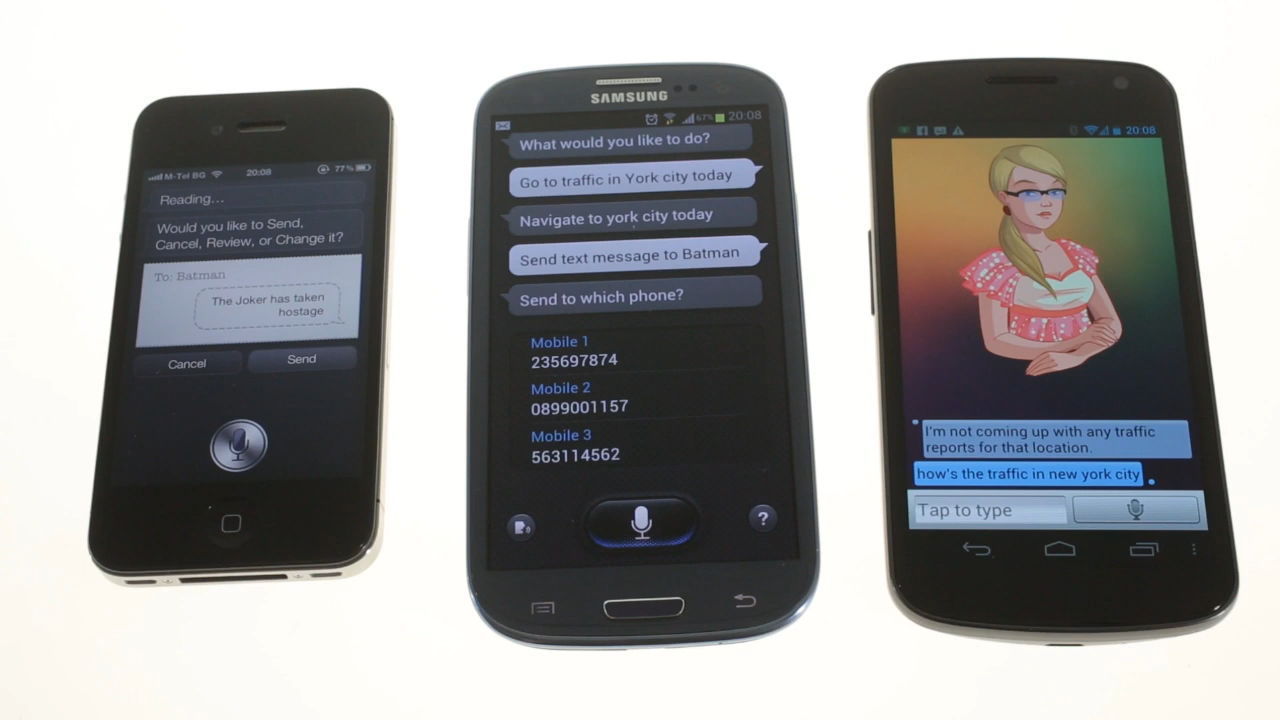 M-Tel BG 20:08 77%
Reading...
Would you like to Send,
Cancel, Review, or Change it?
To: Batman
The Joker has taken
hostage
Cancel Send
SAMSUNG
67% 20:08
What would you like to do?
Go to traffic in York city today
Navigate to york city today
Send text message to Batman
Send to which phone?
Mobile 1
235697874
Mobile 2
0899001157
Mobile 3
563114562
?
20:08
I'm not coming up with any traffic
reports for that location.
how's the traffic in new york city
Tap to type